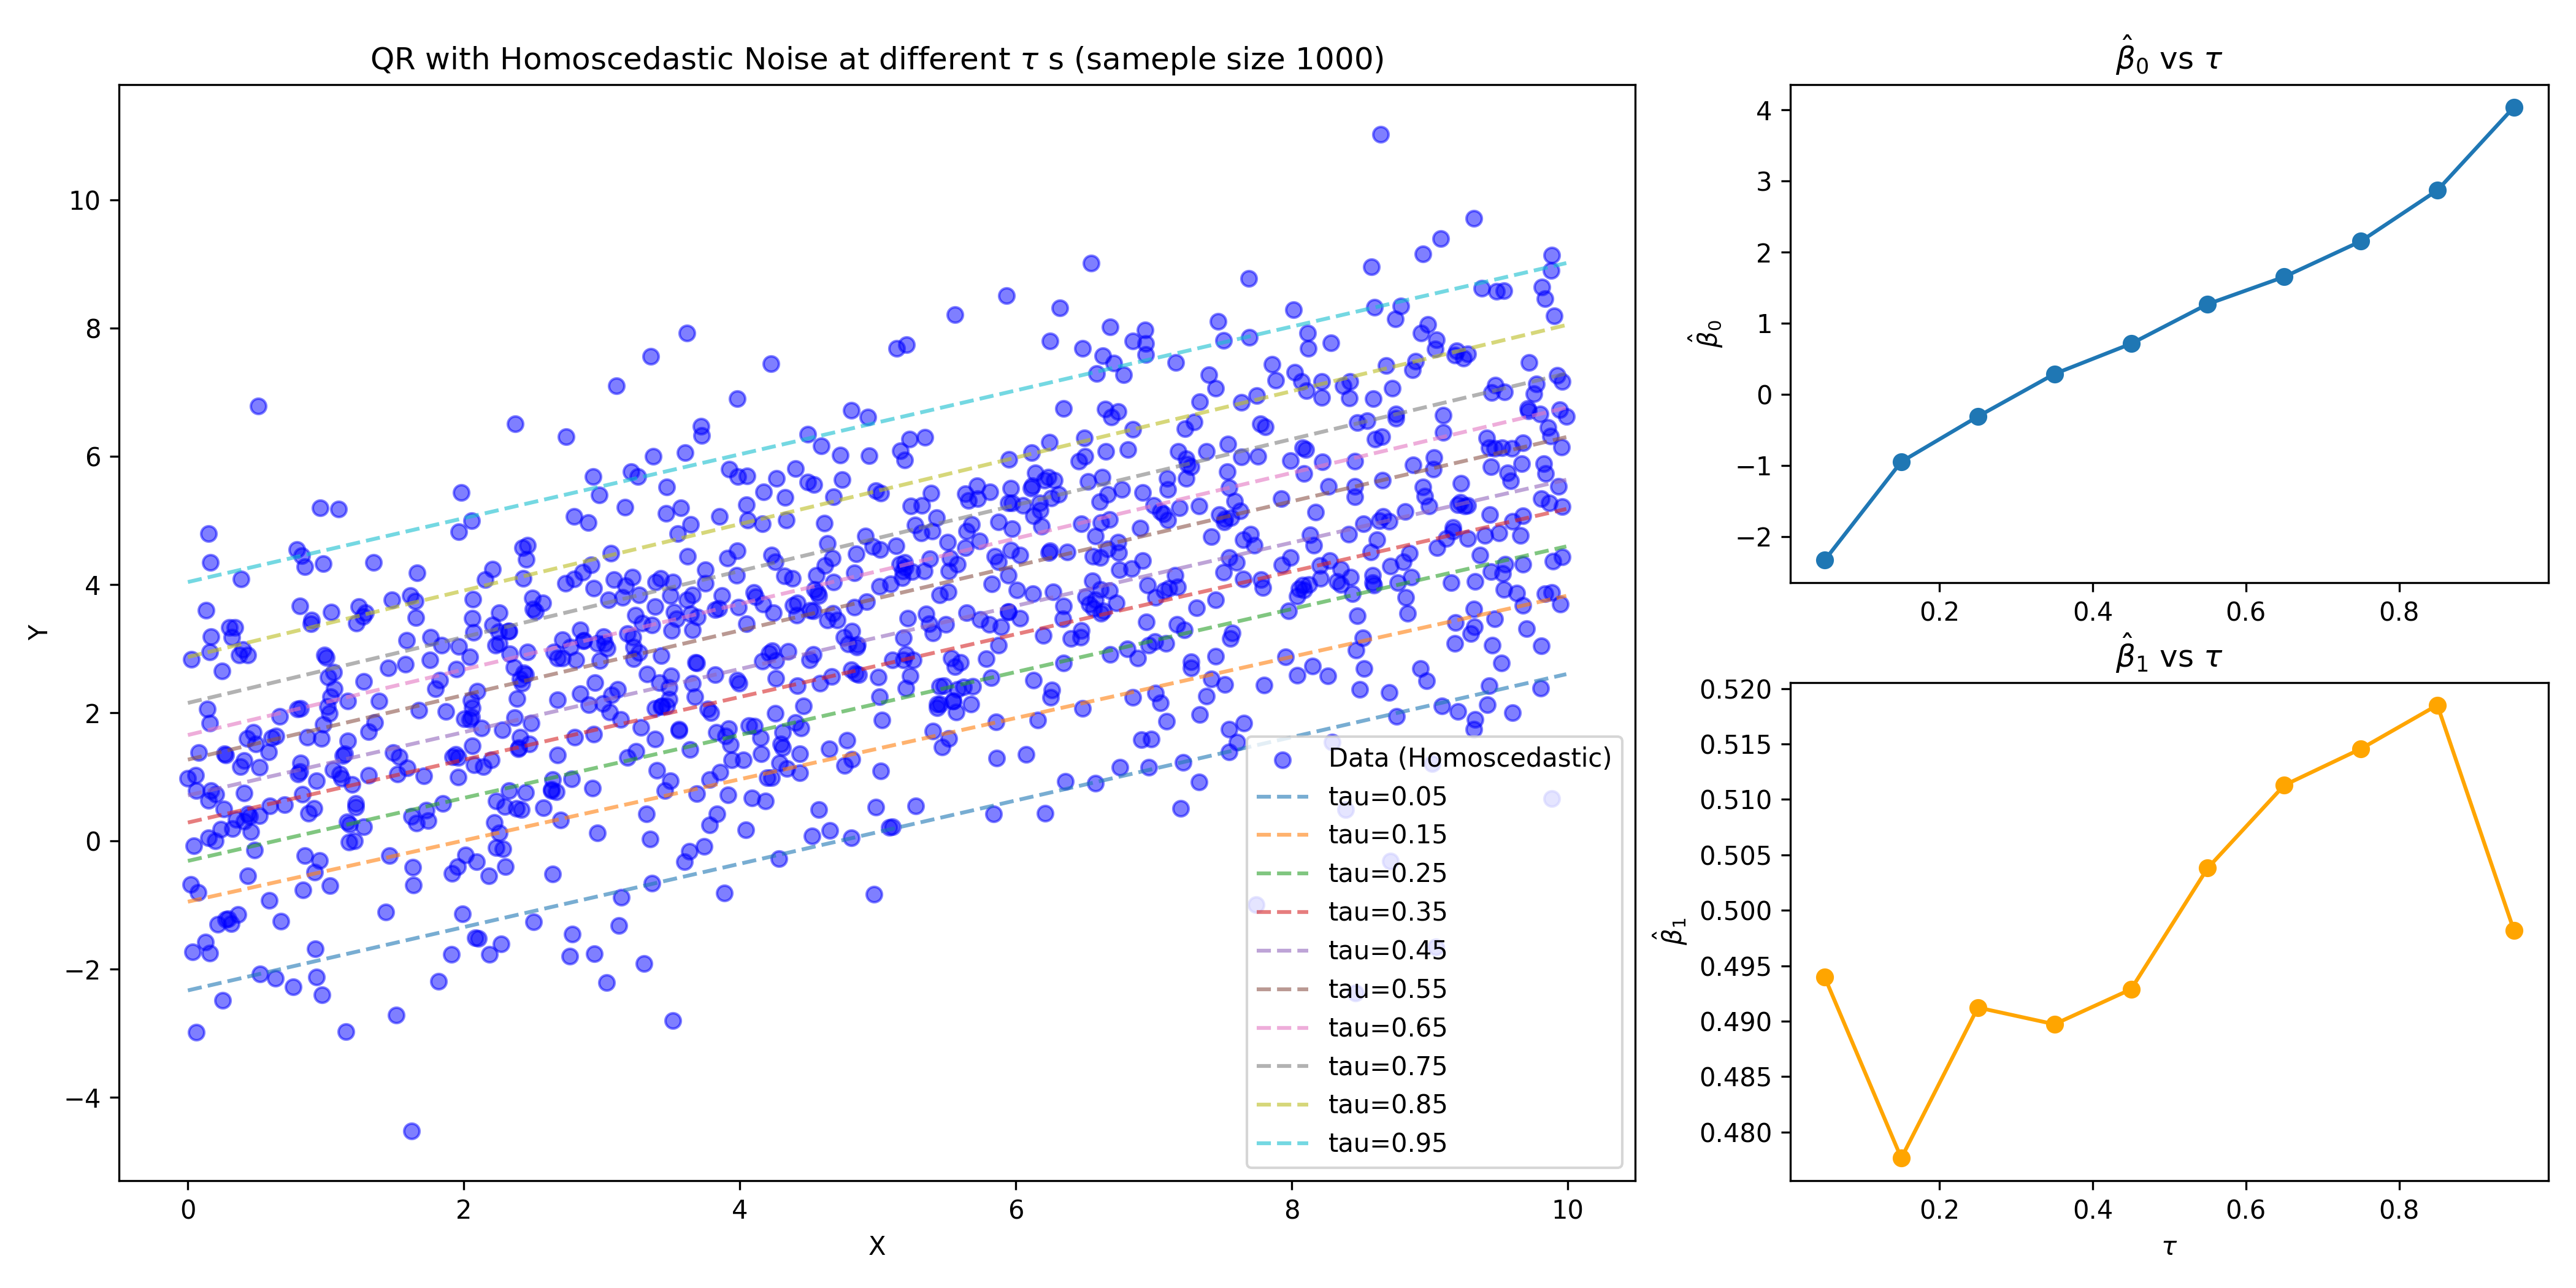 QR with Homoscedastic Noise at different τ s (sameple size 1000)
Y
10
8
6
4
2
0
−2
−4
0
2
4
6
8
10
X
Data (Homoscedastic)
tau=0.05
tau=0.15
tau=0.25
tau=0.35
tau=0.45
tau=0.55
tau=0.65
tau=0.75
tau=0.85
tau=0.95
β̂₀ vs τ
β̂₀
4
3
2
1
0
−1
−2
0.2
0.4
0.6
0.8
β̂₁ vs τ
β̂₁
0.520
0.515
0.510
0.505
0.500
0.495
0.490
0.485
0.480
0.2
0.4
0.6
0.8
τ